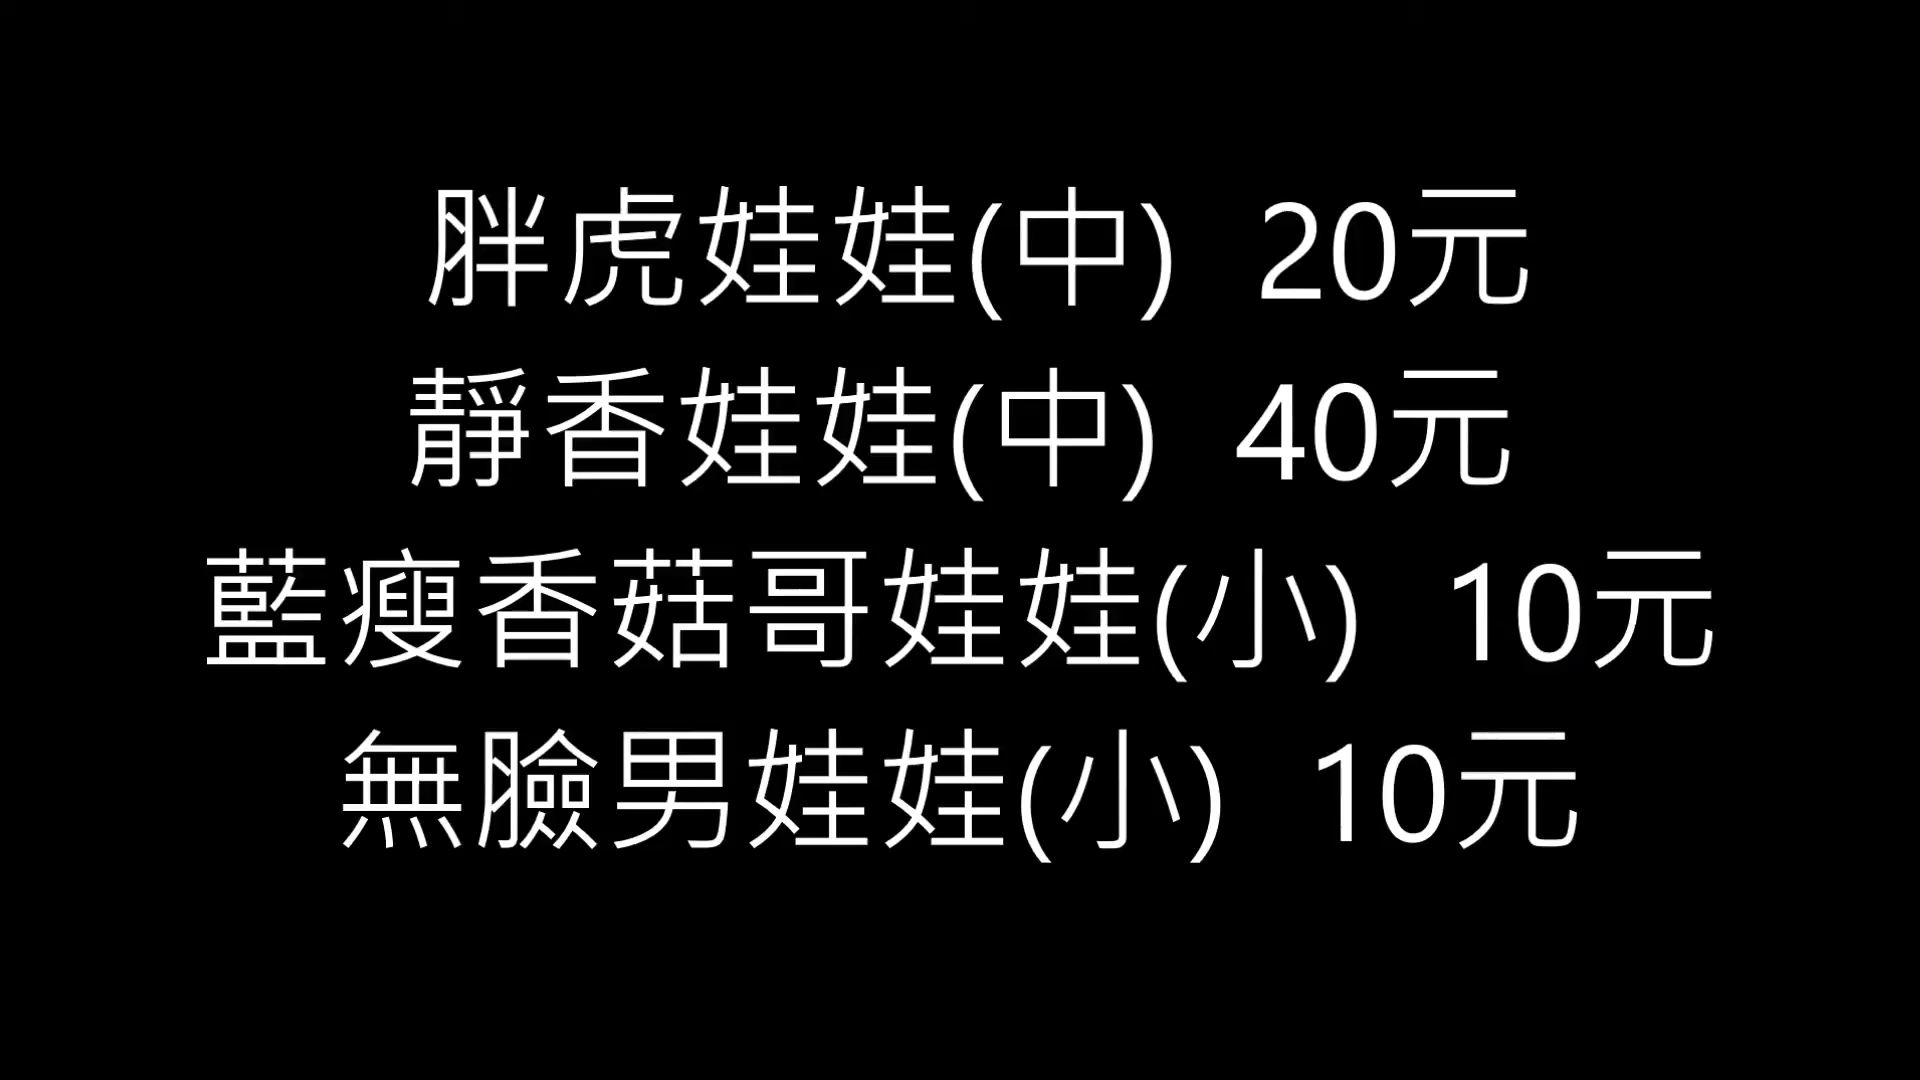 胖虎娃娃(中) 20元
靜香娃娃(中) 40元
藍瘦香菇哥娃娃(小) 10元
無臉男娃娃(小) 10元